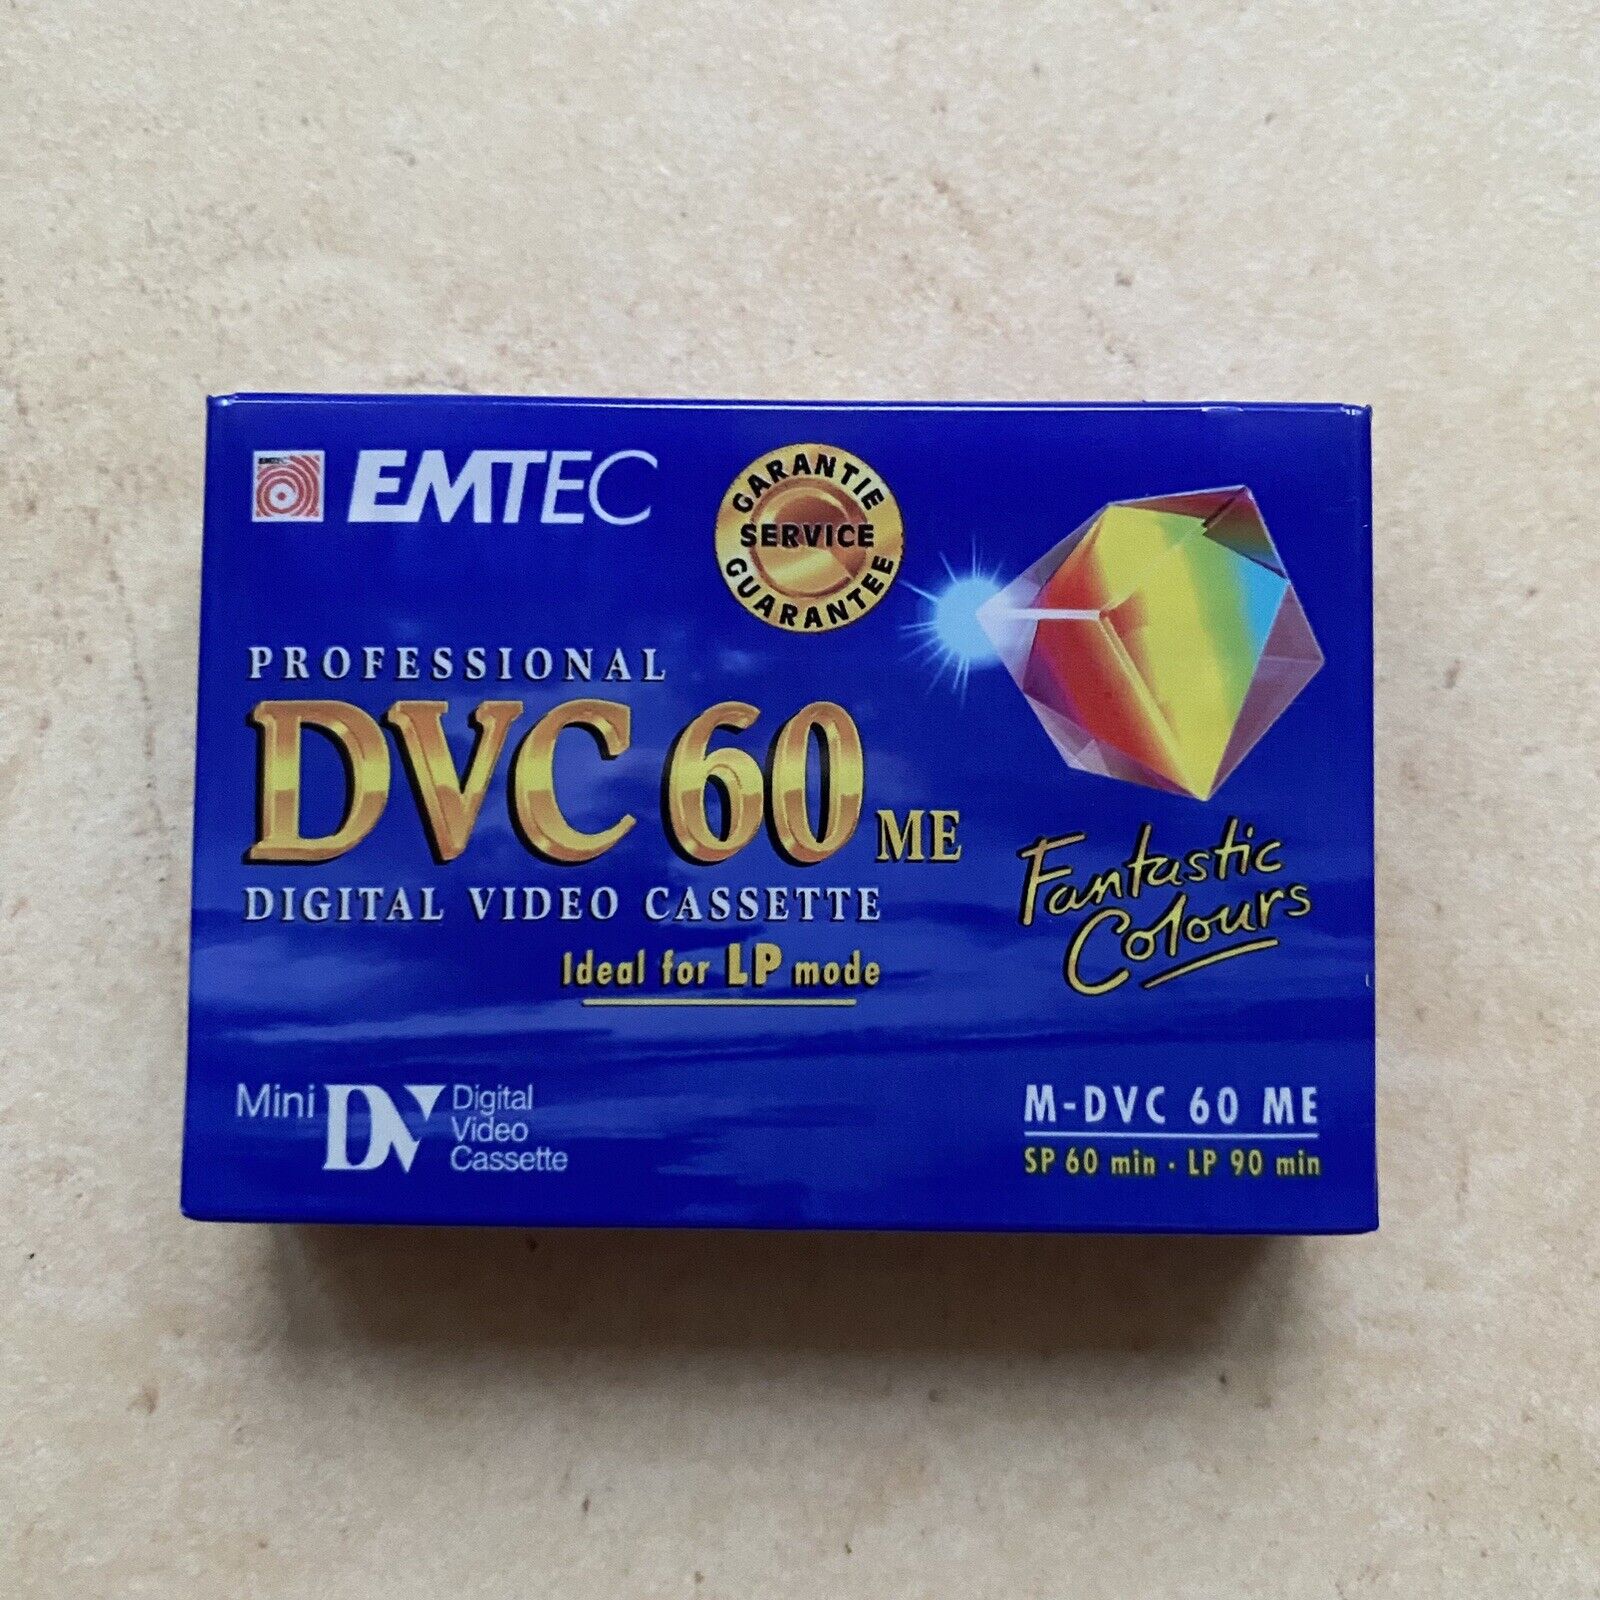 EMTEC
EMTEC
GARANTIE
SERVICE
GUARANTEE
PROFESSIONAL
DVC 60 ME
DIGITAL VIDEO CASSETTE
Ideal for LP mode
Fantastic
Colours
Mini DV Digital
Video
Cassette
M-DVC 60 ME
SP 60 min · LP 90 min